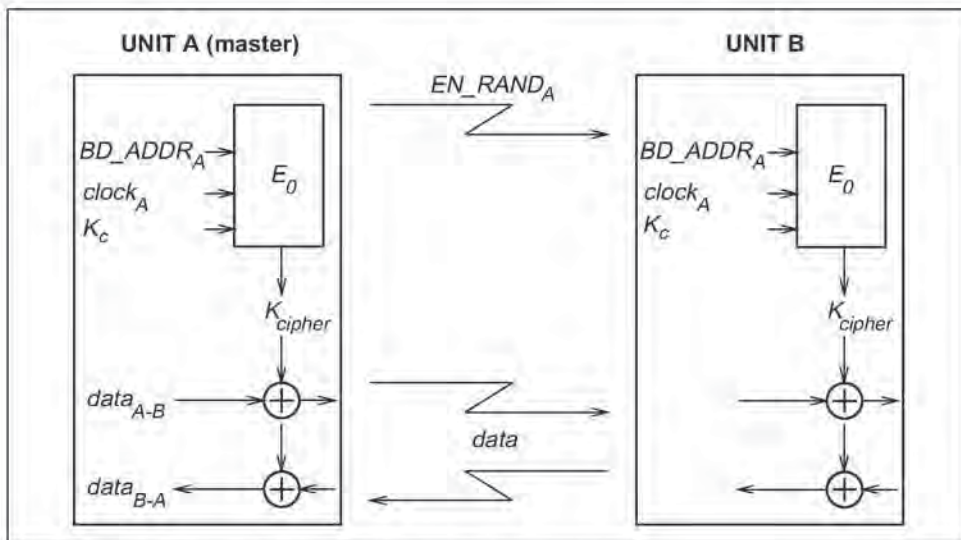 UNIT A (master)
UNIT B
EN_RAND_A
BD_ADDR_A
clock_A
K_c
E_0
K_cipher
data_A-B
data_B-A
data
BD_ADDR_A
clock_A
K_c
E_0
K_cipher